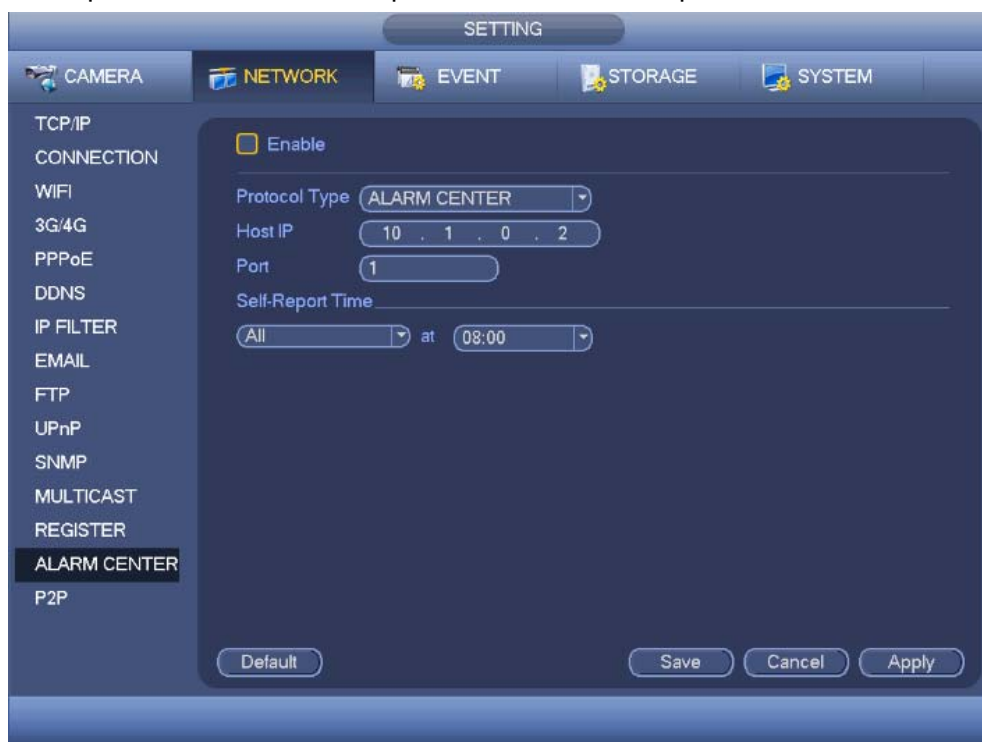 SETTING
CAMERA NETWORK EVENT STORAGE SYSTEM
TCP/IP
CONNECTION
WIFI
3G/4G
PPPoE
DDNS
IP FILTER
EMAIL
FTP
UPnP
SNMP
MULTICAST
REGISTER
ALARM CENTER
P2P
Enable
Protocol Type ALARM CENTER
Host IP 10 . 1 . 0 . 2
Port 1
Self-Report Time
All at 08:00
Default Save Cancel Apply